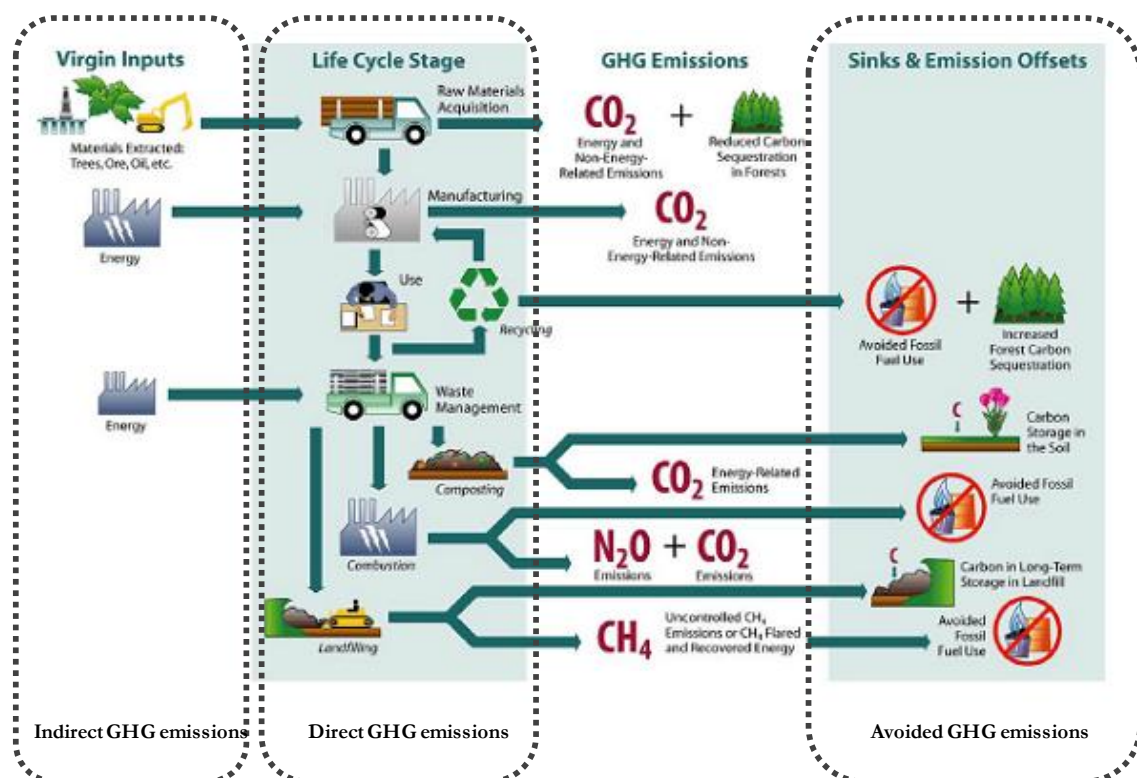 Virgin Inputs
Life Cycle Stage
GHG Emissions
Sinks & Emission Offsets
Materials Extracted:
Trees, Ore, Oil, etc.
Raw Materials
Acquisition
CO₂
Energy and
Non-Energy-
Related Emissions
+
Reduced Carbon
Sequestration
in Forests
Energy
Manufacturing
CO₂
Energy and Non-
Energy-Related Emissions
Use
Recycling
Avoided Fossil
Fuel Use
+
Increased
Forest Carbon
Sequestration
Energy
Waste
Management
Composting
CO₂
Energy-Related
Emissions
C
Carbon
Storage in
the Soil
Combustion
N₂O + CO₂
Emissions
Emissions
Avoided Fossil
Fuel Use
Landfilling
CH₄
Uncontrolled CH₄
Emissions or CH₄ Flared
and Recovered Energy
C
Carbon in Long-Term
Storage in Landfill
Avoided
Fossil
Fuel Use
Indirect GHG emissions
Direct GHG emissions
Avoided GHG emissions